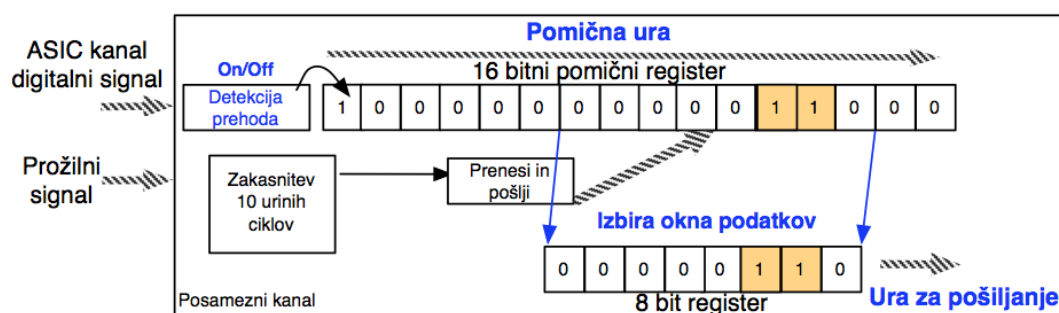 Pomična ura
ASIC kanal
digitalni signal
On/Off
16 bitni pomični register
Detekcija
prehoda
1 0 0 0 0 0 0 0 0 0 0 1 1 0 0 0
Prožilni
signal
Zakasnitev
10 urinih
ciklov
Prenesi in
pošlji
Izbira okna podatkov
0 0 0 0 0 1 1 0
Ura za pošiljanje
8 bit register
Posamezni kanal